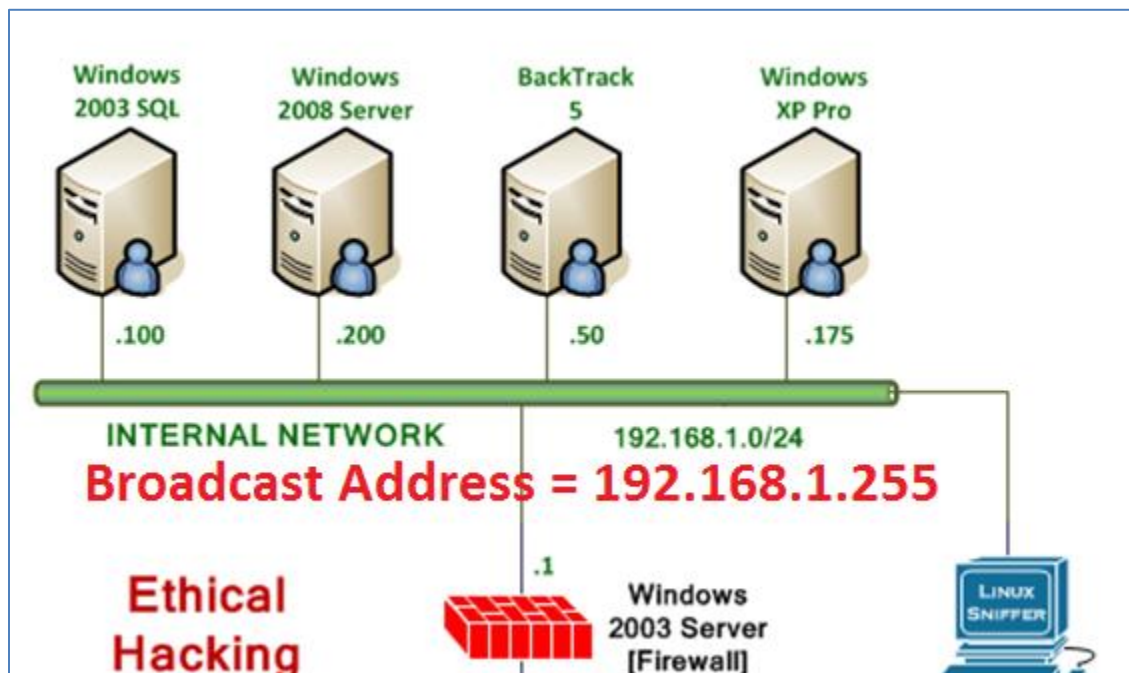 Windows
2003 SQL
Windows
2008 Server
BackTrack
5
Windows
XP Pro
.100
.200
.50
.175
INTERNAL NETWORK
192.168.1.0/24
Broadcast Address = 192.168.1.255
.1
Ethical
Hacking
Windows
2003 Server
[Firewall]
LINUX
SNIFFER